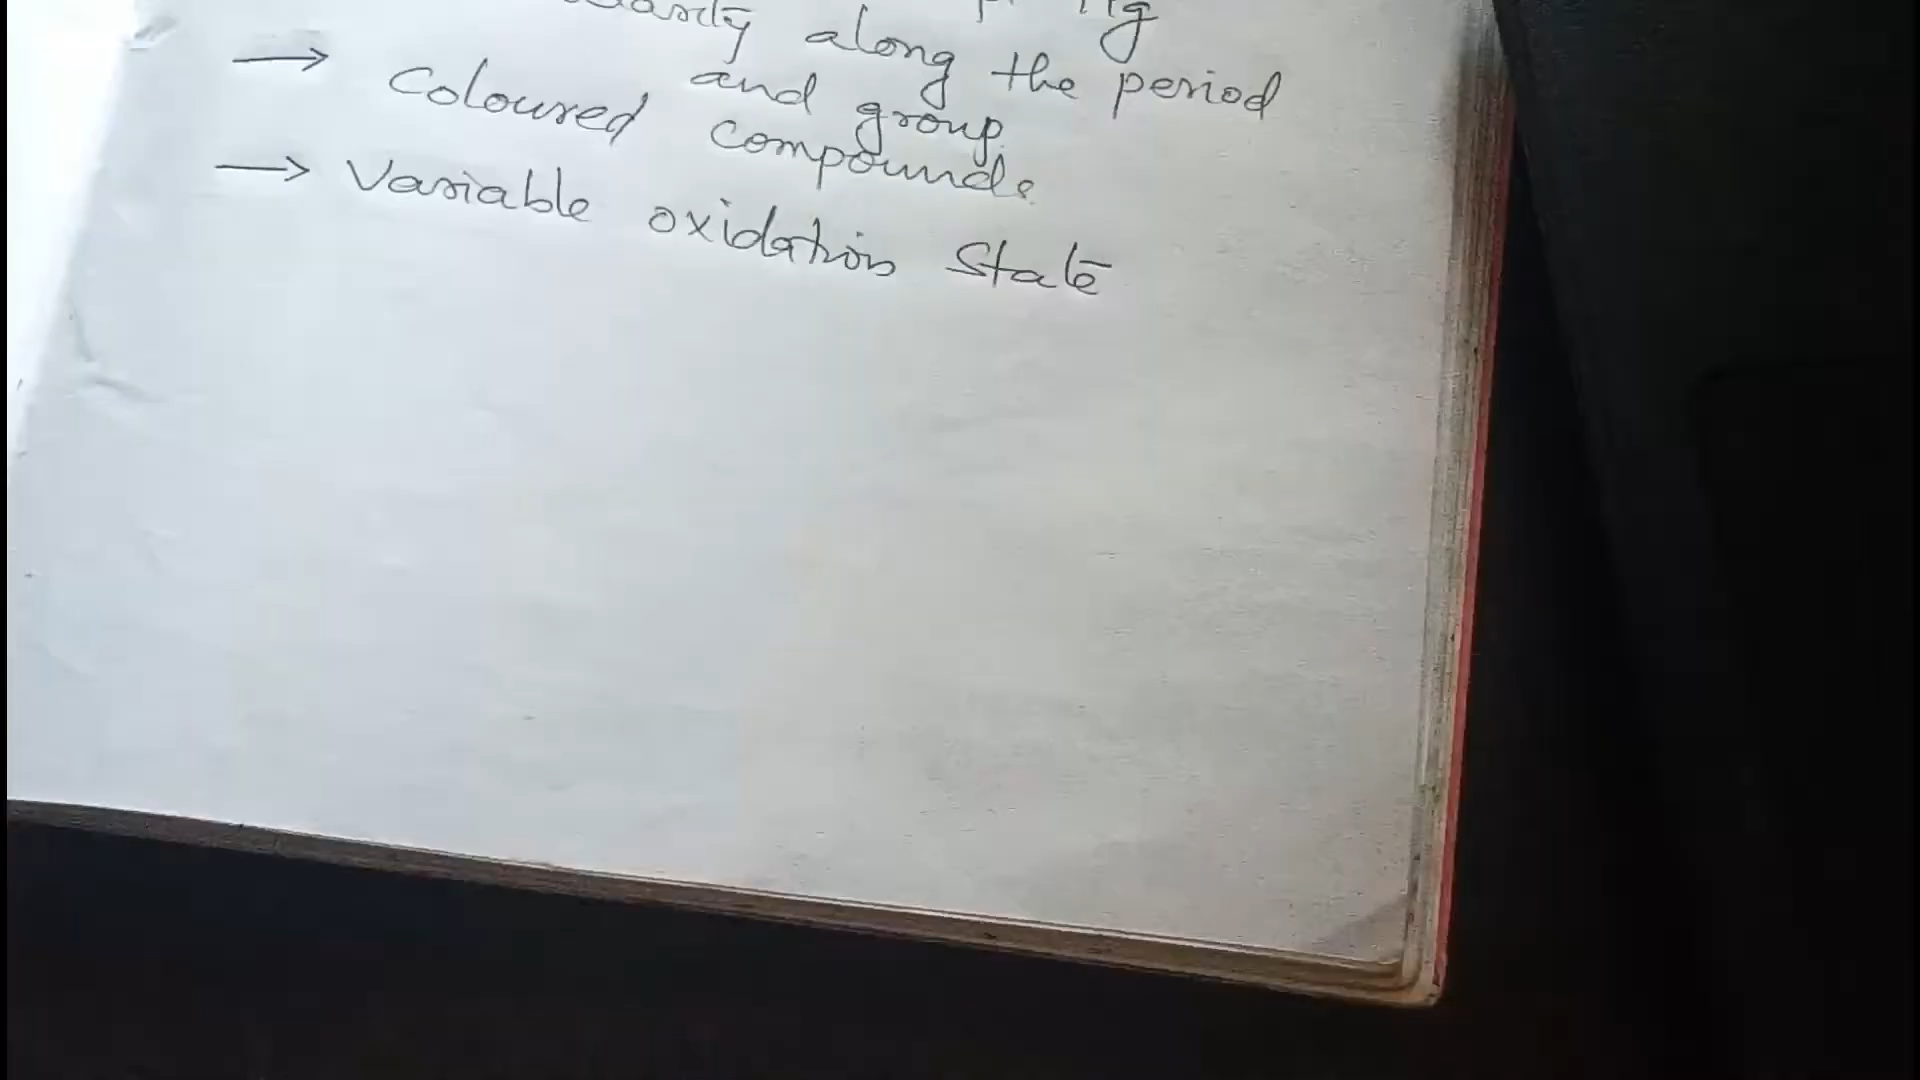 along the period
and group.
→ Coloured compounds.
→ Variable oxidation State